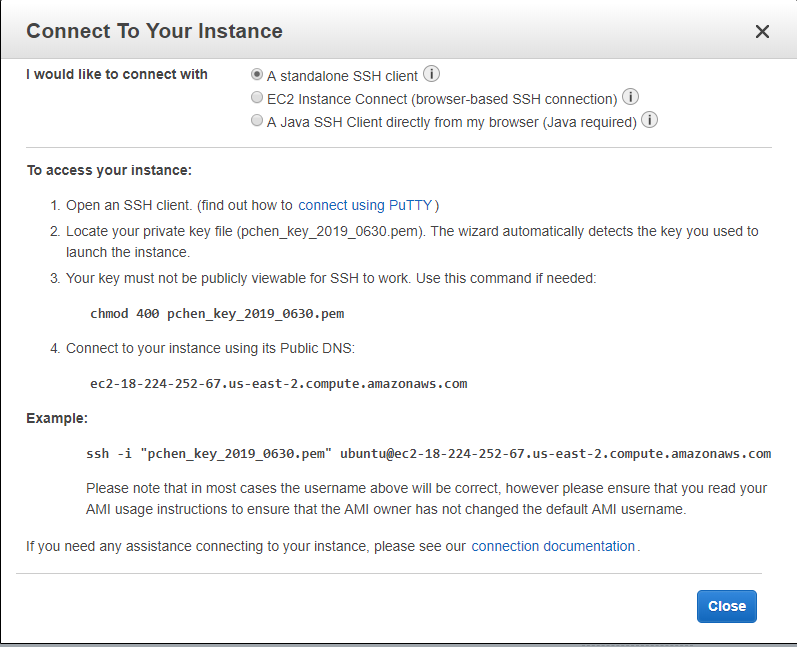 Connect To Your Instance
I would like to connect with
A standalone SSH client
EC2 Instance Connect (browser-based SSH connection)
A Java SSH Client directly from my browser (Java required)
To access your instance:
1. Open an SSH client. (find out how to connect using PuTTY)
2. Locate your private key file (pchen_key_2019_0630.pem). The wizard automatically detects the key you used to
launch the instance.
3. Your key must not be publicly viewable for SSH to work. Use this command if needed:
chmod 400 pchen_key_2019_0630.pem
4. Connect to your instance using its Public DNS:
ec2-18-224-252-67.us-east-2.compute.amazonaws.com
Example:
ssh -i "pchen_key_2019_0630.pem" ubuntu@ec2-18-224-252-67.us-east-2.compute.amazonaws.com
Please note that in most cases the username above will be correct, however please ensure that you read your
AMI usage instructions to ensure that the AMI owner has not changed the default AMI username.
If you need any assistance connecting to your instance, please see our connection documentation.
Close